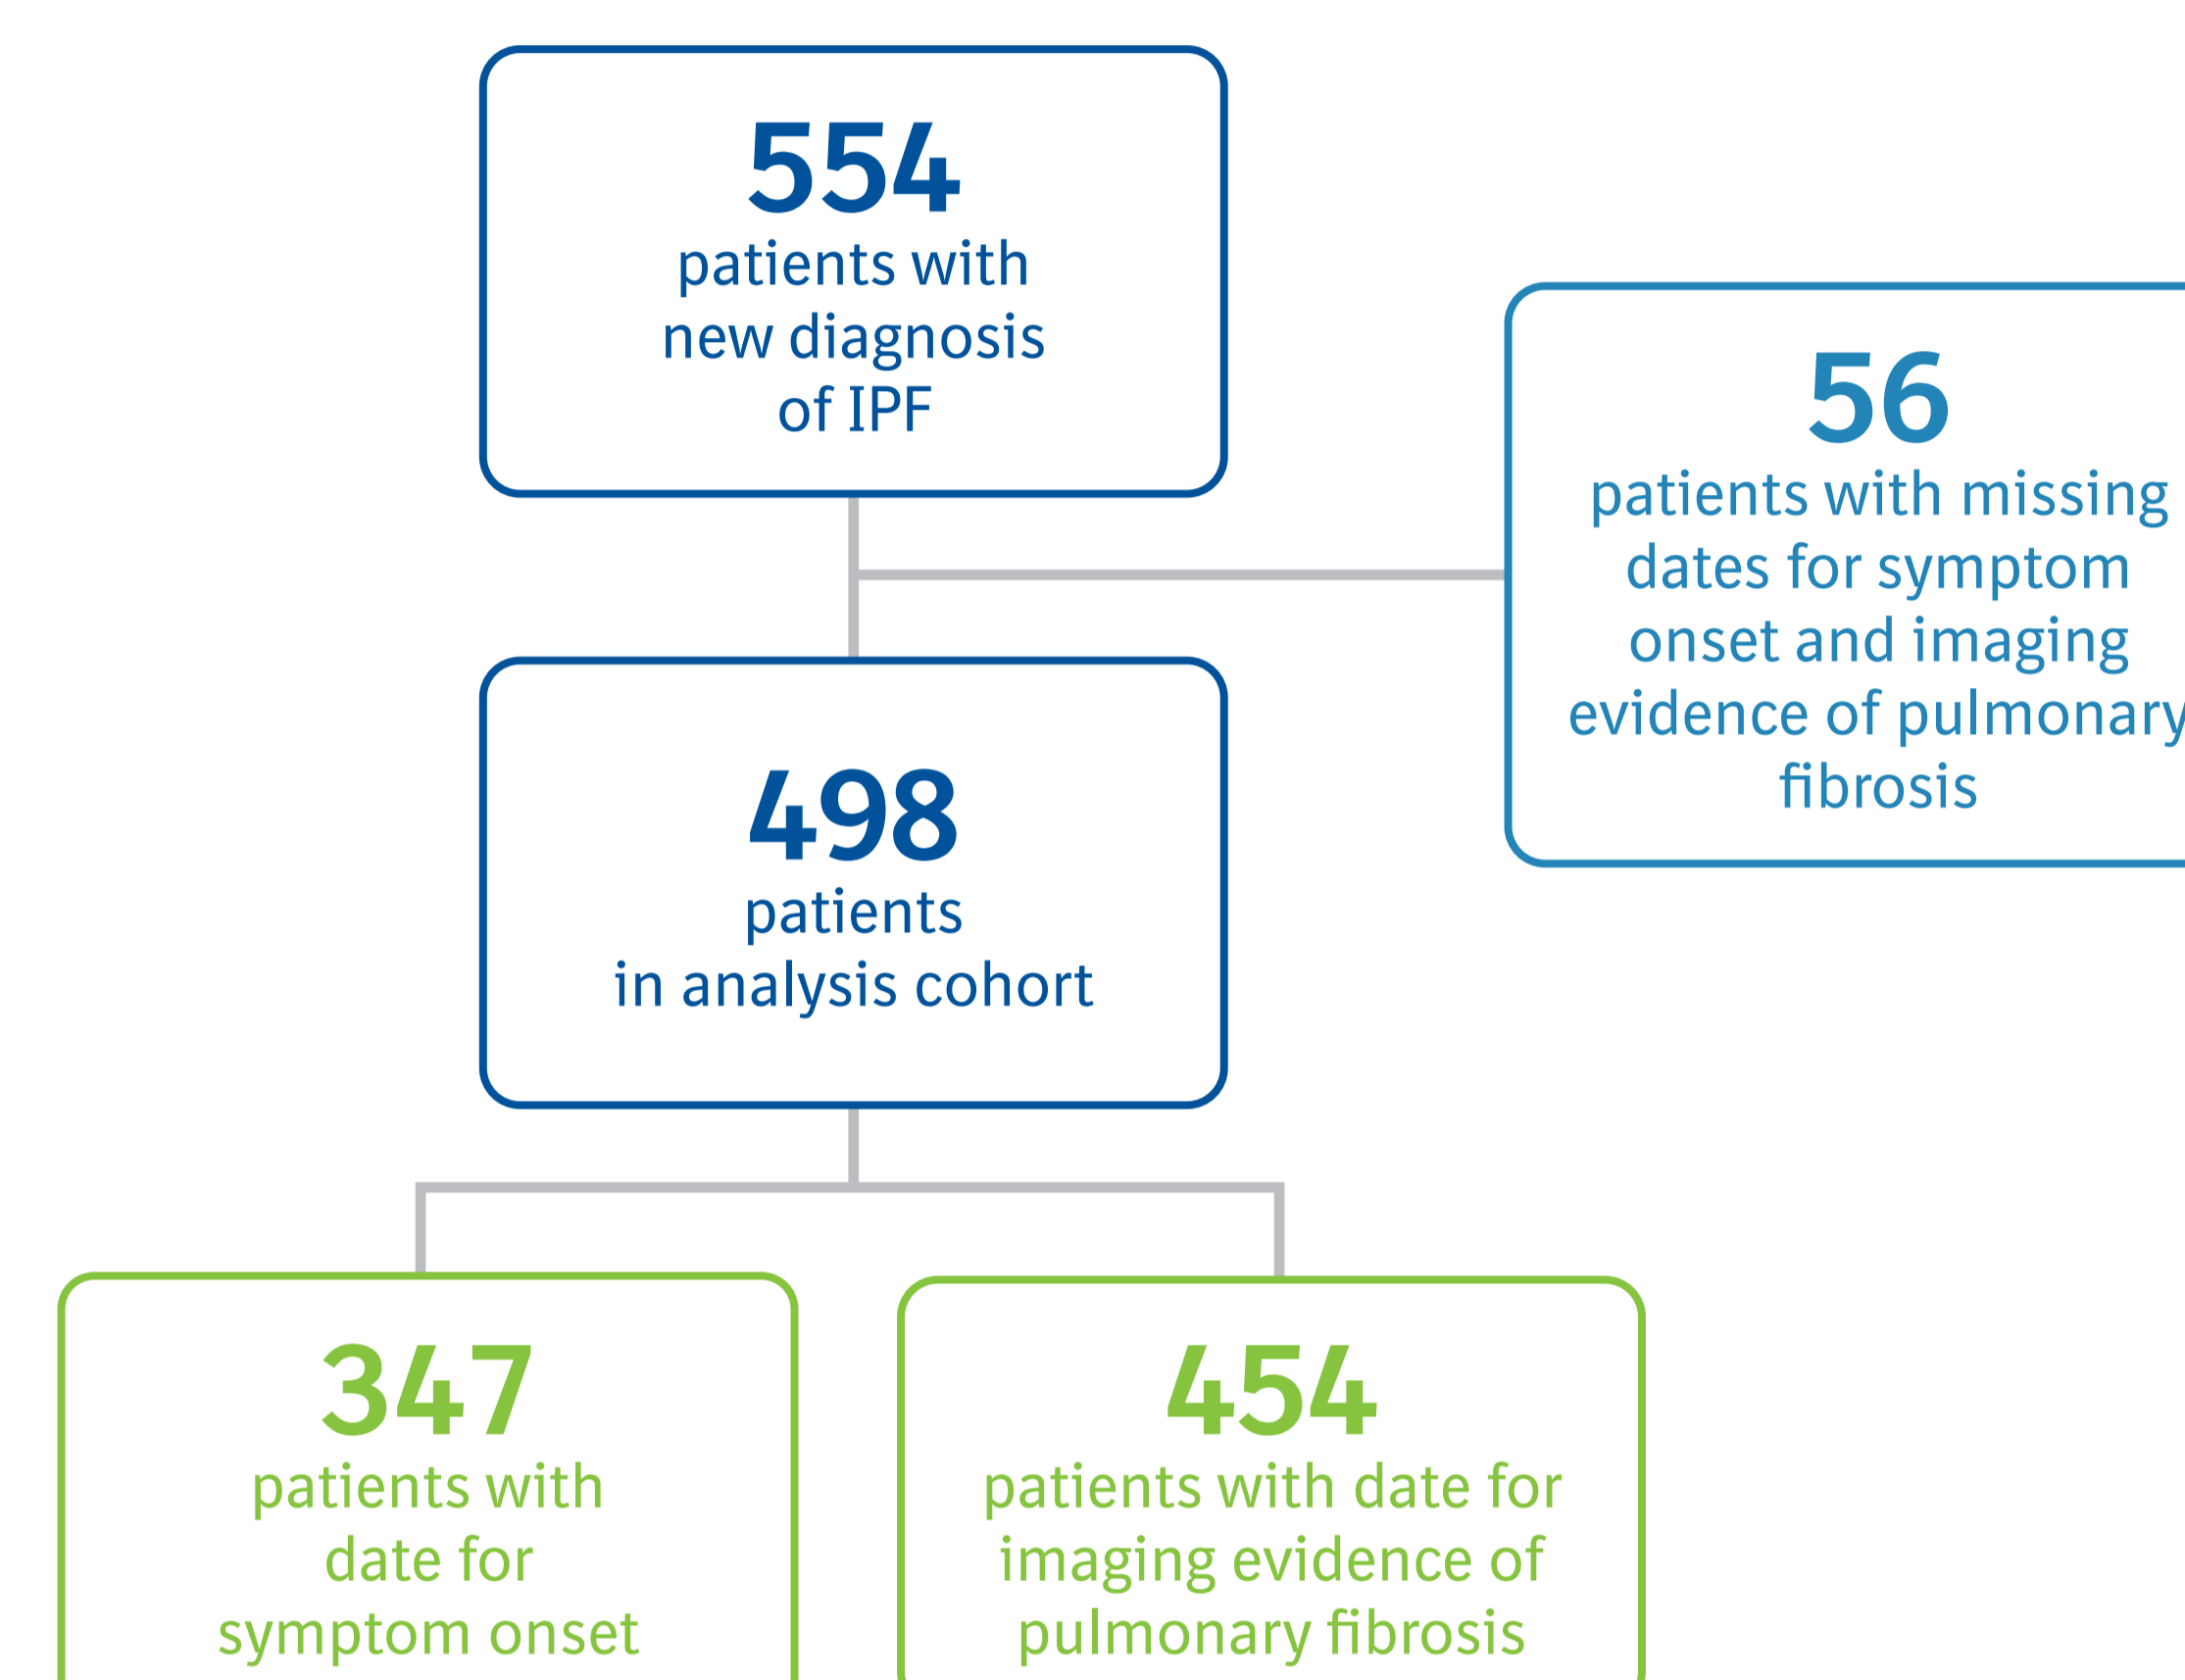 554
patients with
new diagnosis
of IPF
56
patients with missing
dates for symptom
onset and imaging
evidence of pulmonary
fibrosis
498
patients
in analysis cohort
347
patients with
date for
symptom onset
454
patients with date for
imaging evidence of
pulmonary fibrosis